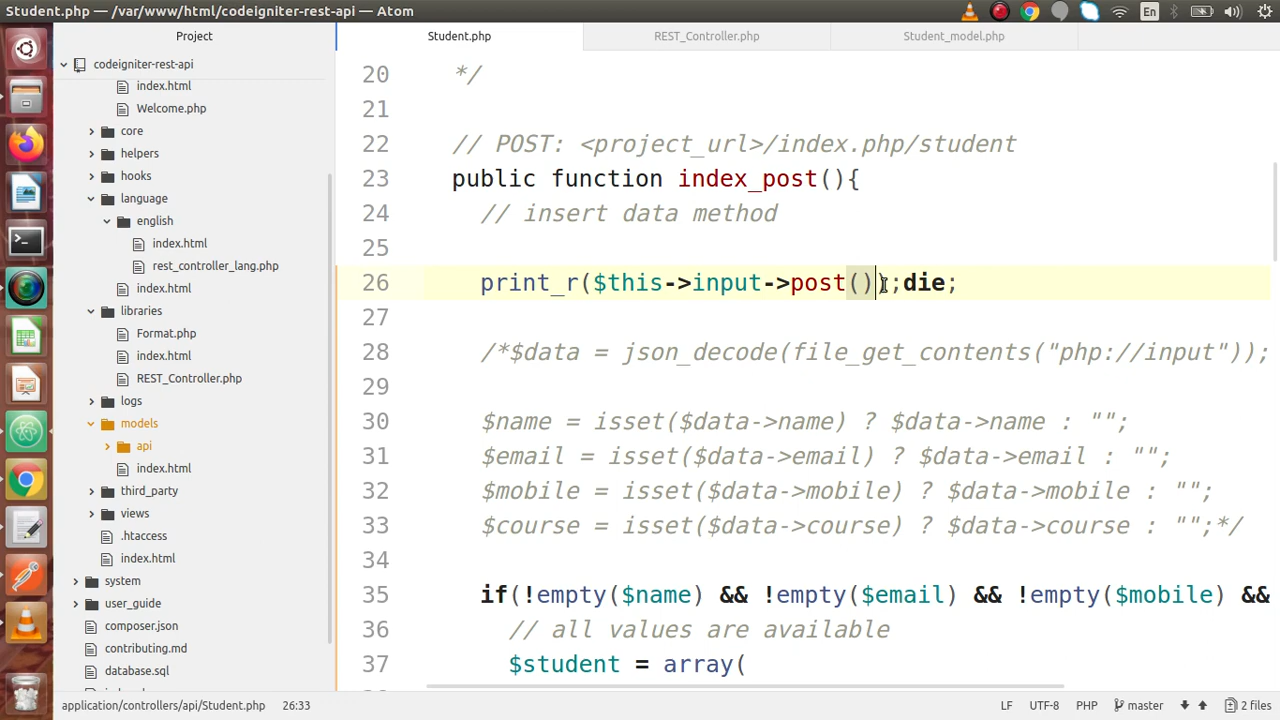 Student.php — /var/www/html/codeigniter-rest-api — Atom
En
Project
Student.php
REST_Controller.php
Student_model.php
codeigniter-rest-api
index.html
Welcome.php
core
helpers
hooks
language
english
index.html
rest_controller_lang.php
index.html
libraries
Format.php
index.html
REST_Controller.php
logs
models
api
index.html
third_party
views
.htaccess
index.html
system
user_guide
composer.json
contributing.md
database.sql
20 */
21
22 // POST: <project_url>/index.php/student
23 public function index_post(){
24 // insert data method
25
26 print_r($this->input->post());die;
27
28 /*$data = json_decode(file_get_contents("php://input"));
29
30 $name = isset($data->name) ? $data->name : "";
31 $email = isset($data->email) ? $data->email : "";
32 $mobile = isset($data->mobile) ? $data->mobile : "";
33 $course = isset($data->course) ? $data->course : "";*/
34
35 if(!empty($name) && !empty($email) && !empty($mobile) &&
36 // all values are available
37 $student = array(
application/controllers/api/Student.php 26:33 LF UTF-8 PHP master 2 files